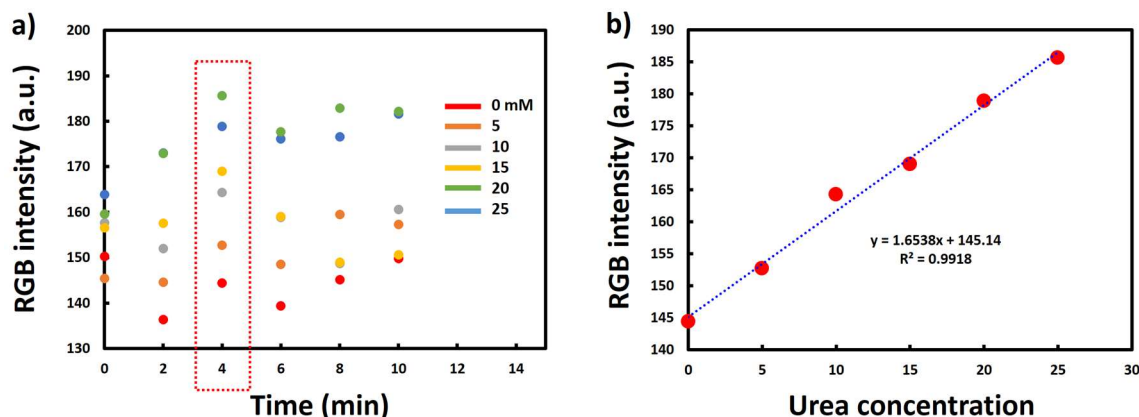 a)
RGB intensity (a.u.)
200
190
180
170
160
150
140
130
0 2 4 6 8 10 12 14
Time (min)
0 mM
5
10
15
20
25
b)
RGB intensity (a.u.)
190
185
180
175
170
165
160
155
150
145
140
0 5 10 15 20 25 30
Urea concentration
y = 1.6538x + 145.14
R² = 0.9918